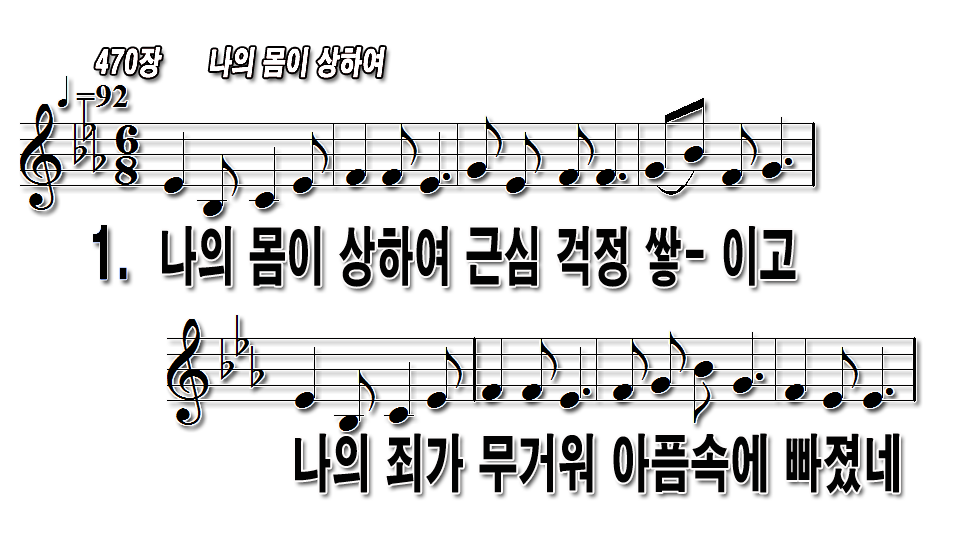 470장 나의 몸이 상하여
♩=92
6
8
1. 나의 몸이 상하여 근심 걱정 쌓- 이고
나의 죄가 무거워 아픔속에 빠졌네